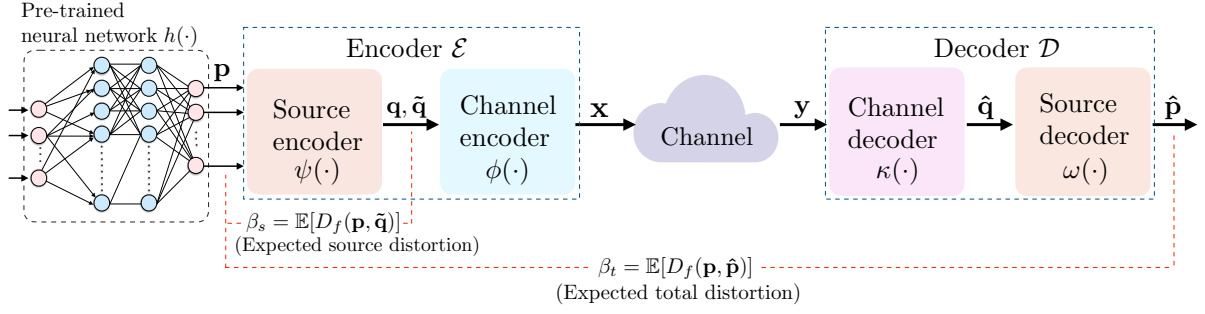 Pre-trained
neural network h(·)
p
Encoder ℰ
Source
encoder
ψ(·)
q, q̃
Channel
encoder
ϕ(·)
x
Channel
y
Decoder 𝒟
Channel
decoder
κ(·)
q̂
Source
decoder
ω(·)
p̂
β_s = 𝔼[D_f(p, q̃)]
(Expected source distortion)
β_t = 𝔼[D_f(p, p̂)]
(Expected total distortion)